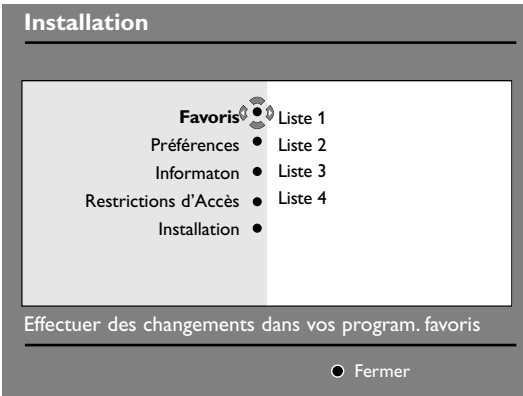 Installation
Favoris Liste 1
Préférences Liste 2
Informaton Liste 3
Restrictions d'Accès Liste 4
Installation
Effectuer des changements dans vos program. favoris
Fermer